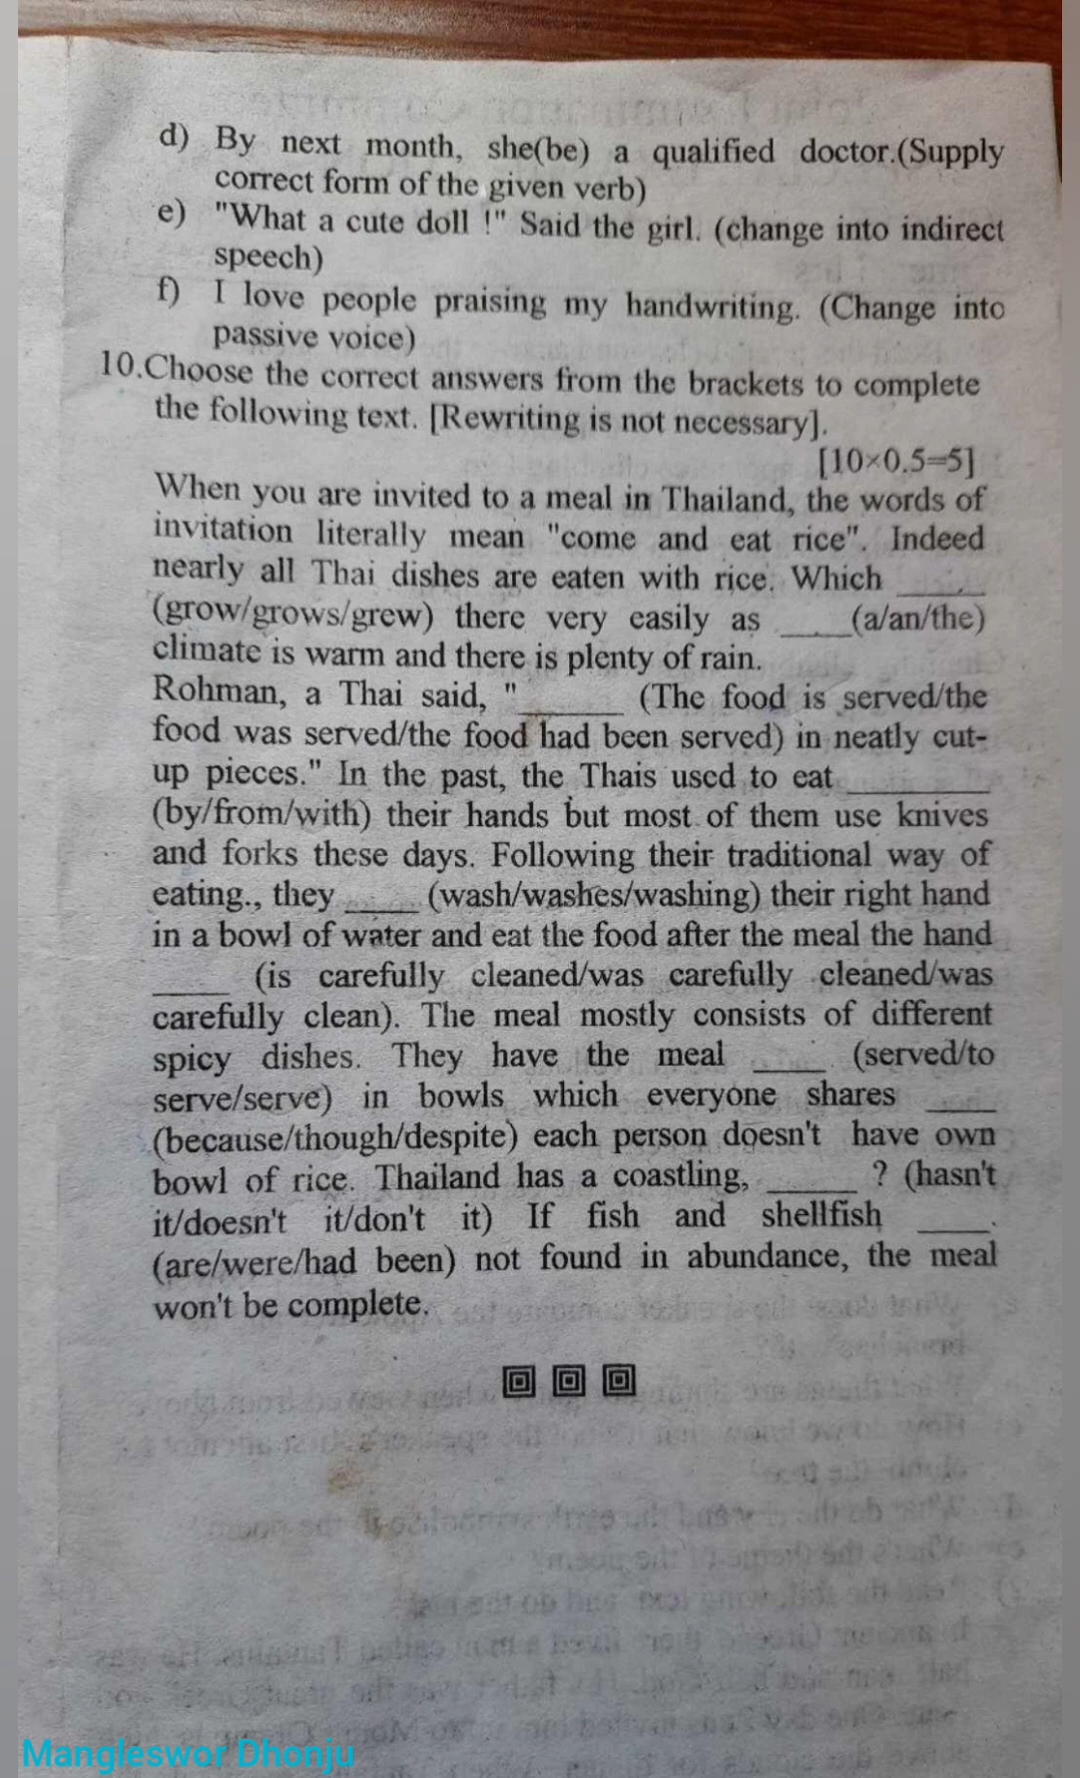 d) By next month, she(be) a qualified doctor.(Supply
correct form of the given verb)
e) "What a cute doll !" Said the girl. (change into indirect
speech)
f) I love people praising my handwriting. (Change into
passive voice)
10.Choose the correct answers from the brackets to complete
the following text. [Rewriting is not necessary].
[10×0.5=5]
When you are invited to a meal in Thailand, the words of
invitation literally mean "come and eat rice". Indeed
nearly all Thai dishes are eaten with rice. Which ____
(grow/grows/grew) there very easily as ____(a/an/the)
climate is warm and there is plenty of rain.
Rohman, a Thai said, "______ (The food is served/the
food was served/the food had been served) in neatly cut-
up pieces." In the past, the Thais used to eat ________
(by/from/with) their hands but most of them use knives
and forks these days. Following their traditional way of
eating., they ____ (wash/washes/washing) their right hand
in a bowl of water and eat the food after the meal the hand
____ (is carefully cleaned/was carefully cleaned/was
carefully clean). The meal mostly consists of different
spicy dishes. They have the meal ____ (served/to
serve/serve) in bowls which everyone shares ____
(because/though/despite) each person doesn't have own
bowl of rice. Thailand has a coastling, _____ ? (hasn't
it/doesn't it/don't it) If fish and shellfish ____.
(are/were/had been) not found in abundance, the meal
won't be complete.
Mangleswor Dhonju